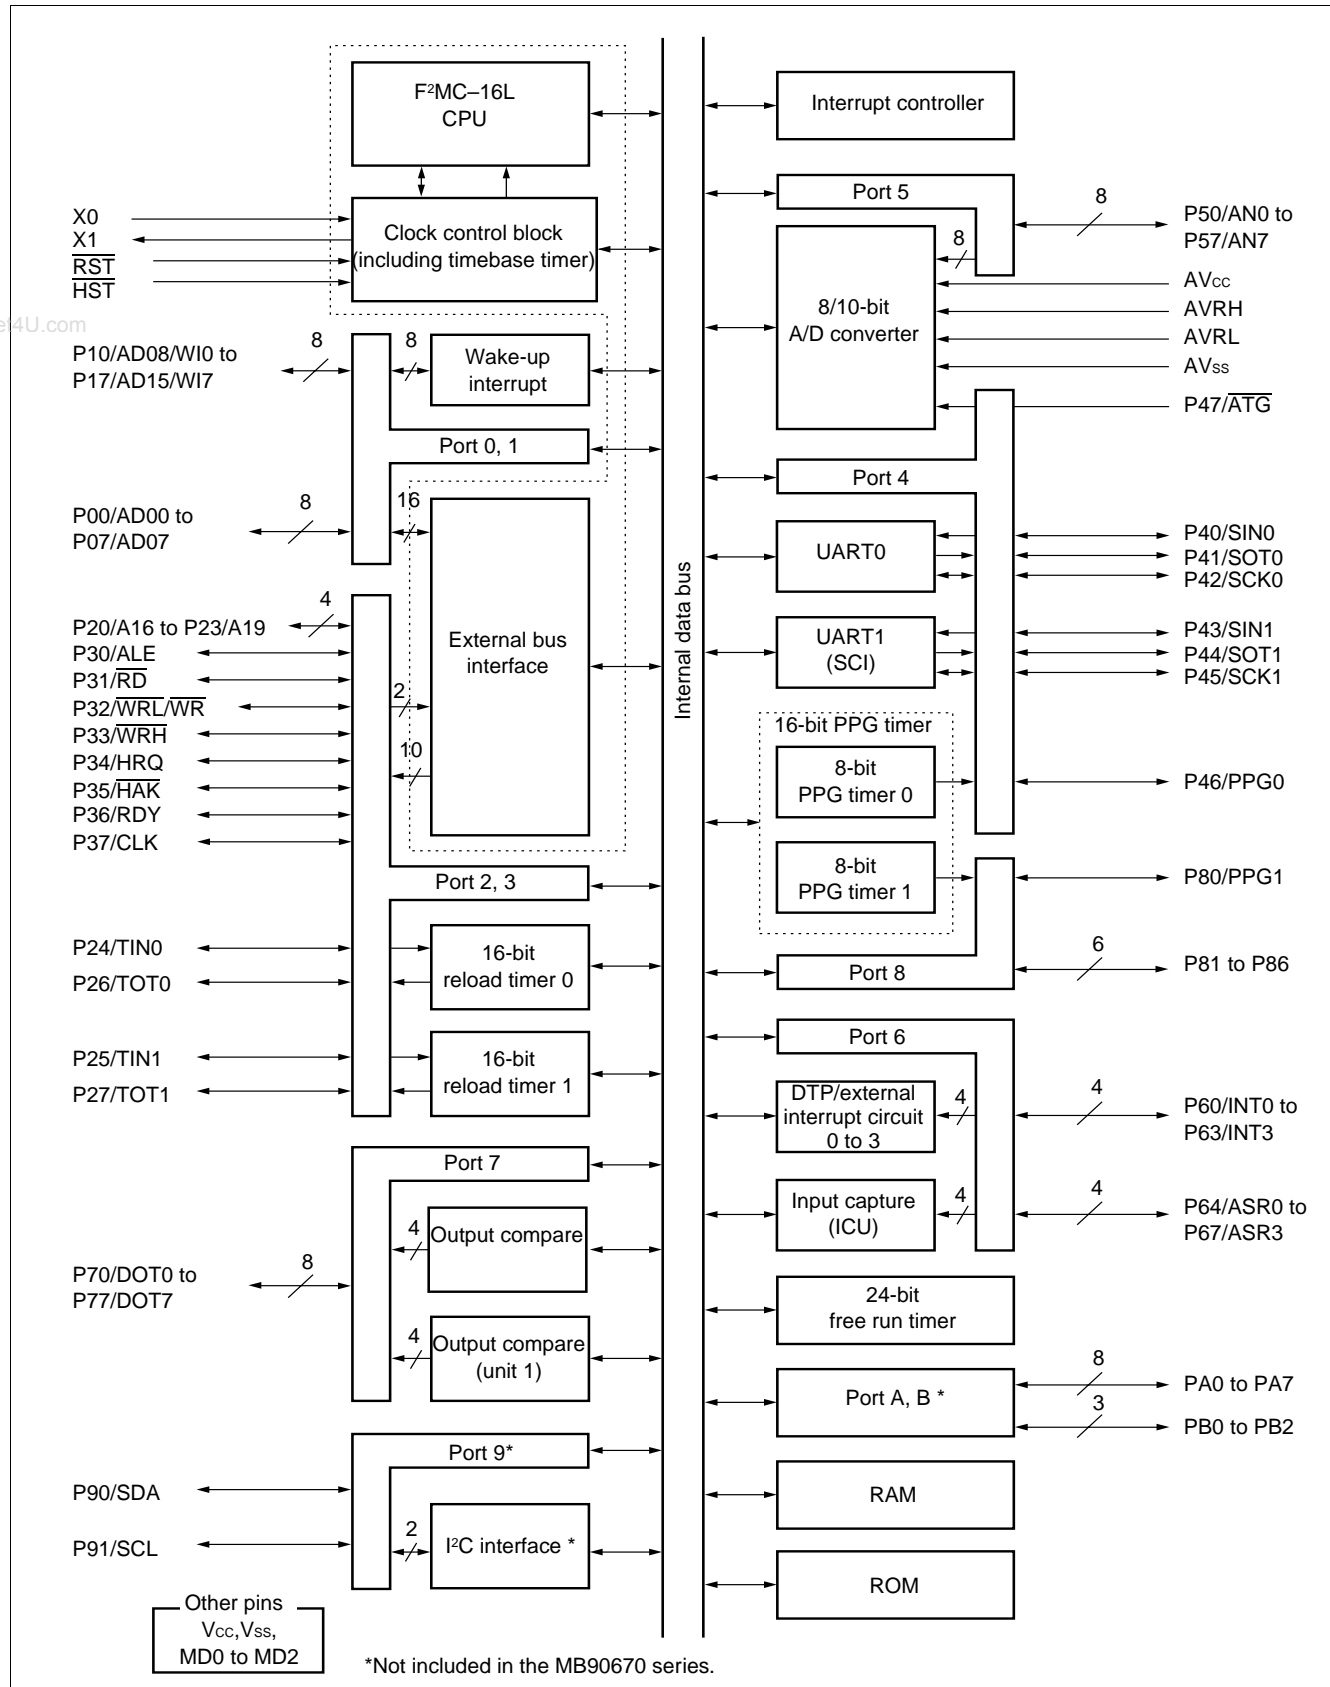 F²MC–16L
CPU
Clock control block
(including timebase timer)
X0
X1
RST
HST
et4U.com
P10/AD08/WI0 to
P17/AD15/WI7
8
8
Wake-up
interrupt
Port 0, 1
P00/AD00 to
P07/AD07
8
16
External bus
interface
P20/A16 to P23/A19
4
P30/ALE
P31/RD
P32/WRL/WR
2
P33/WRH
P34/HRQ
10
P35/HAK
P36/RDY
P37/CLK
Port 2, 3
P24/TIN0
P26/TOT0
16-bit
reload timer 0
P25/TIN1
P27/TOT1
16-bit
reload timer 1
Port 7
4
Output compare
P70/DOT0 to
P77/DOT7
8
4
Output compare
(unit 1)
Port 9*
P90/SDA
P91/SCL
2
I²C interface *
Other pins
Vcc,Vss,
MD0 to MD2
*Not included in the MB90670 series.
Internal data bus
Interrupt controller
Port 5
8
P50/AN0 to
P57/AN7
8
8/10-bit
A/D converter
AVcc
AVRH
AVRL
AVss
P47/ATG
Port 4
UART0
P40/SIN0
P41/SOT0
P42/SCK0
UART1
(SCI)
P43/SIN1
P44/SOT1
P45/SCK1
16-bit PPG timer
8-bit
PPG timer 0
P46/PPG0
8-bit
PPG timer 1
P80/PPG1
6
P81 to P86
Port 8
Port 6
DTP/external
interrupt circuit
0 to 3
4
4
P60/INT0 to
P63/INT3
Input capture
(ICU)
4
4
P64/ASR0 to
P67/ASR3
24-bit
free run timer
Port A, B *
8
PA0 to PA7
3
PB0 to PB2
RAM
ROM